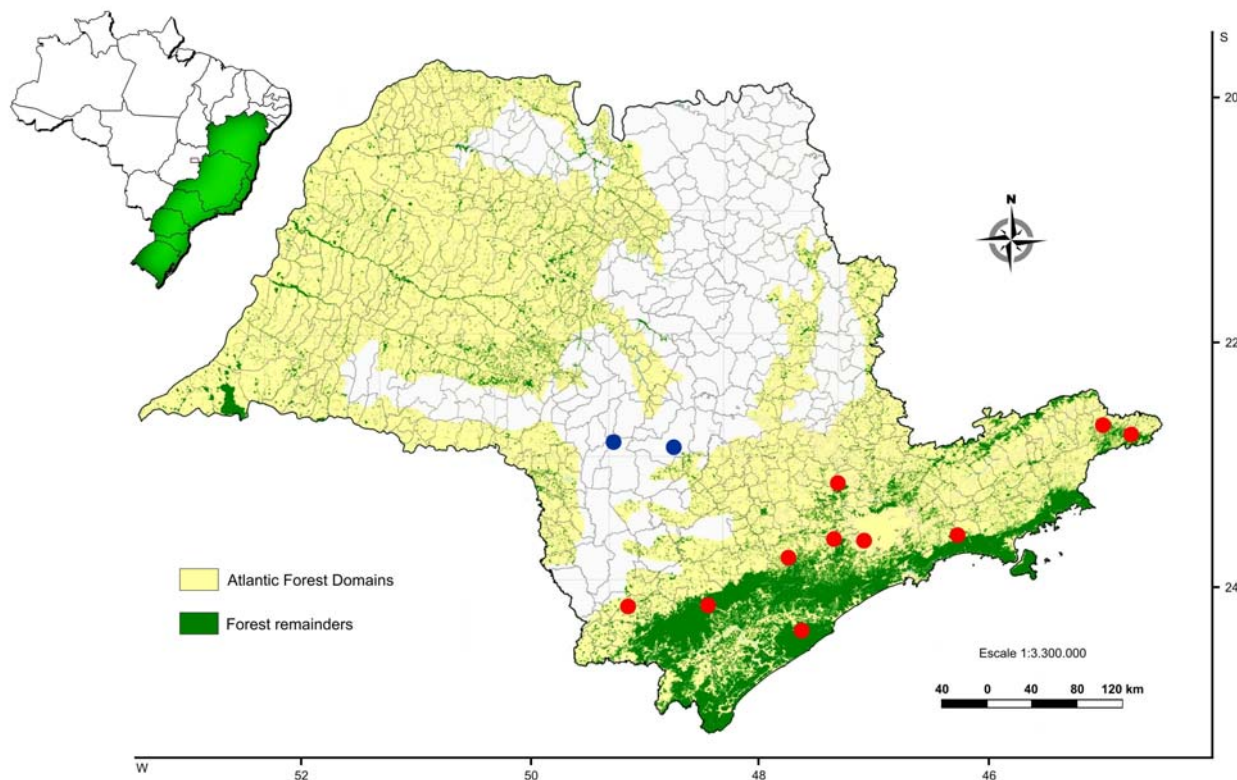 S
20
N
22
Atlantic Forest Domains
24
Forest remainders
Escale 1:3.300.000
40 0 40 80 120 km
W
52 50 48 46